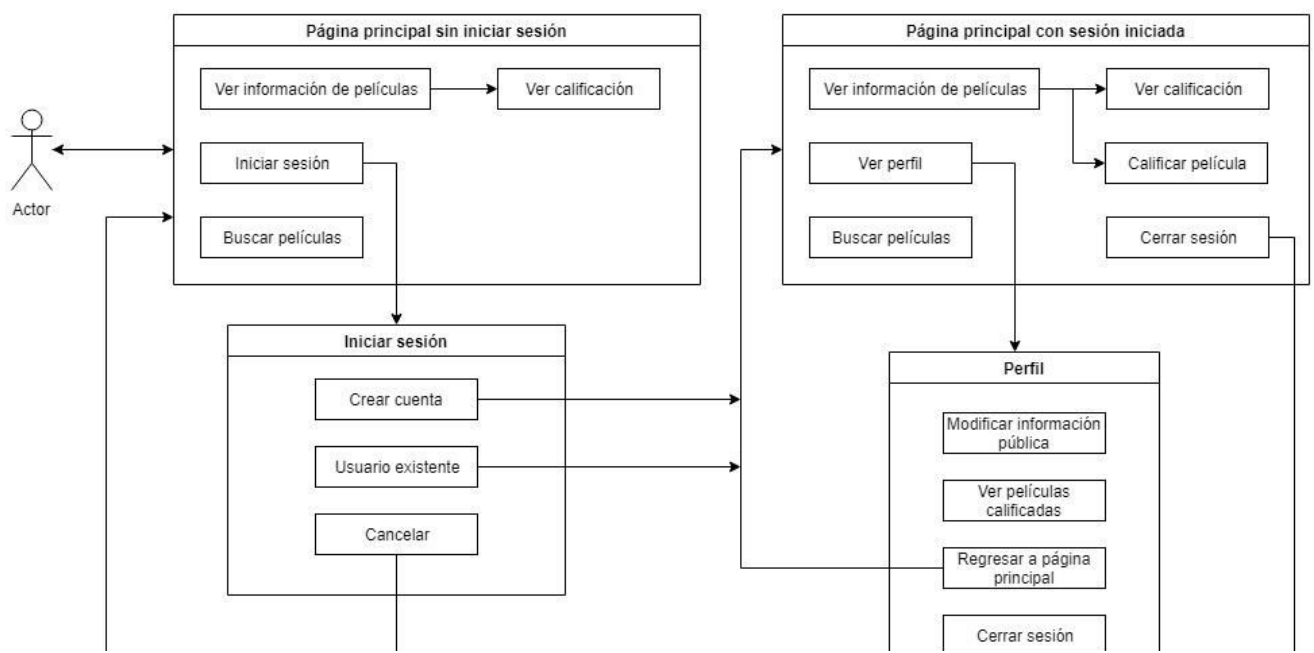 Página principal sin iniciar sesión
Ver información de películas
Ver calificación
Iniciar sesión
Buscar películas
Actor
Página principal con sesión iniciada
Ver información de películas
Ver calificación
Ver perfil
Calificar película
Buscar películas
Cerrar sesión
Iniciar sesión
Crear cuenta
Usuario existente
Cancelar
Perfil
Modificar información
pública
Ver películas
calificadas
Regresar a página
principal
Cerrar sesión